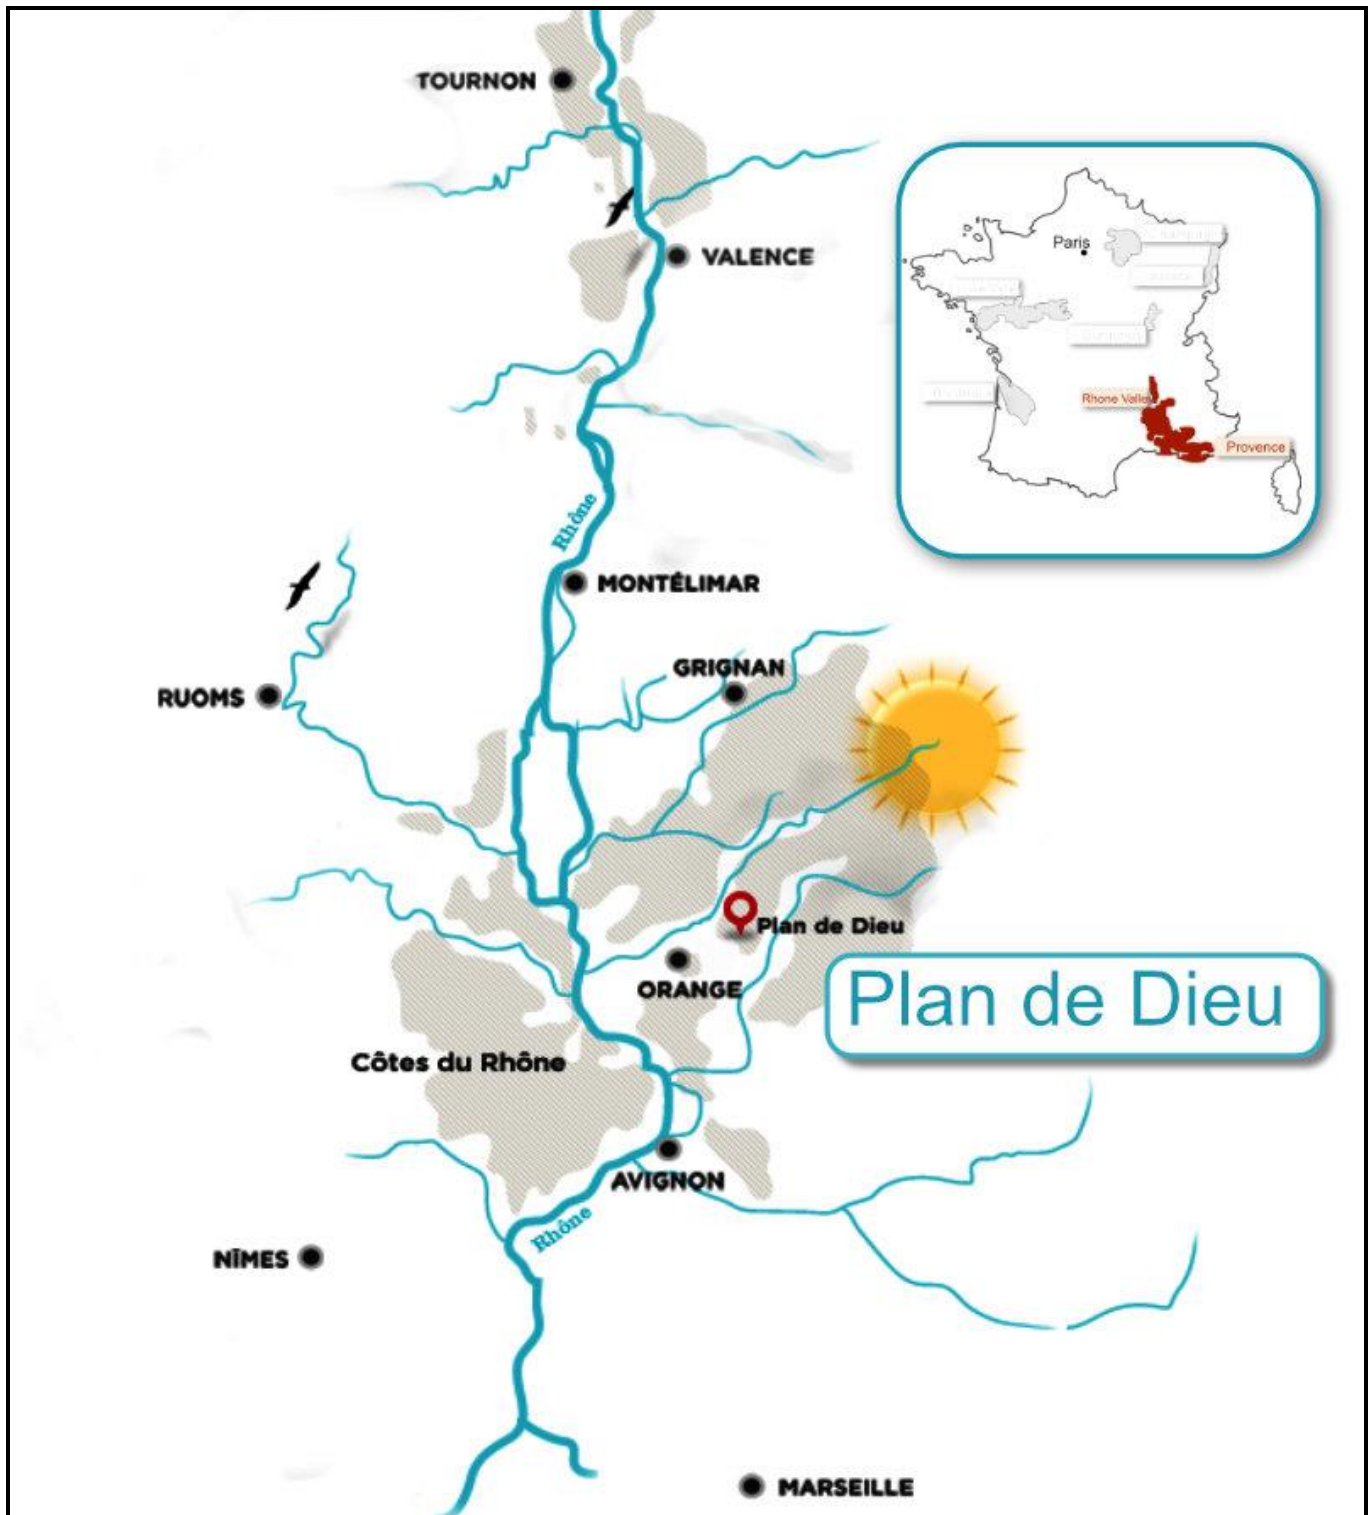 TOURNON
VALENCE
Paris
Rhone Valle
Provence
Rhône
MONTÉLIMAR
GRIGNAN
RUOMS
Plan de Dieu
ORANGE
Plan de Dieu
Côtes du Rhône
AVIGNON
Rhône
NÎMES
MARSEILLE